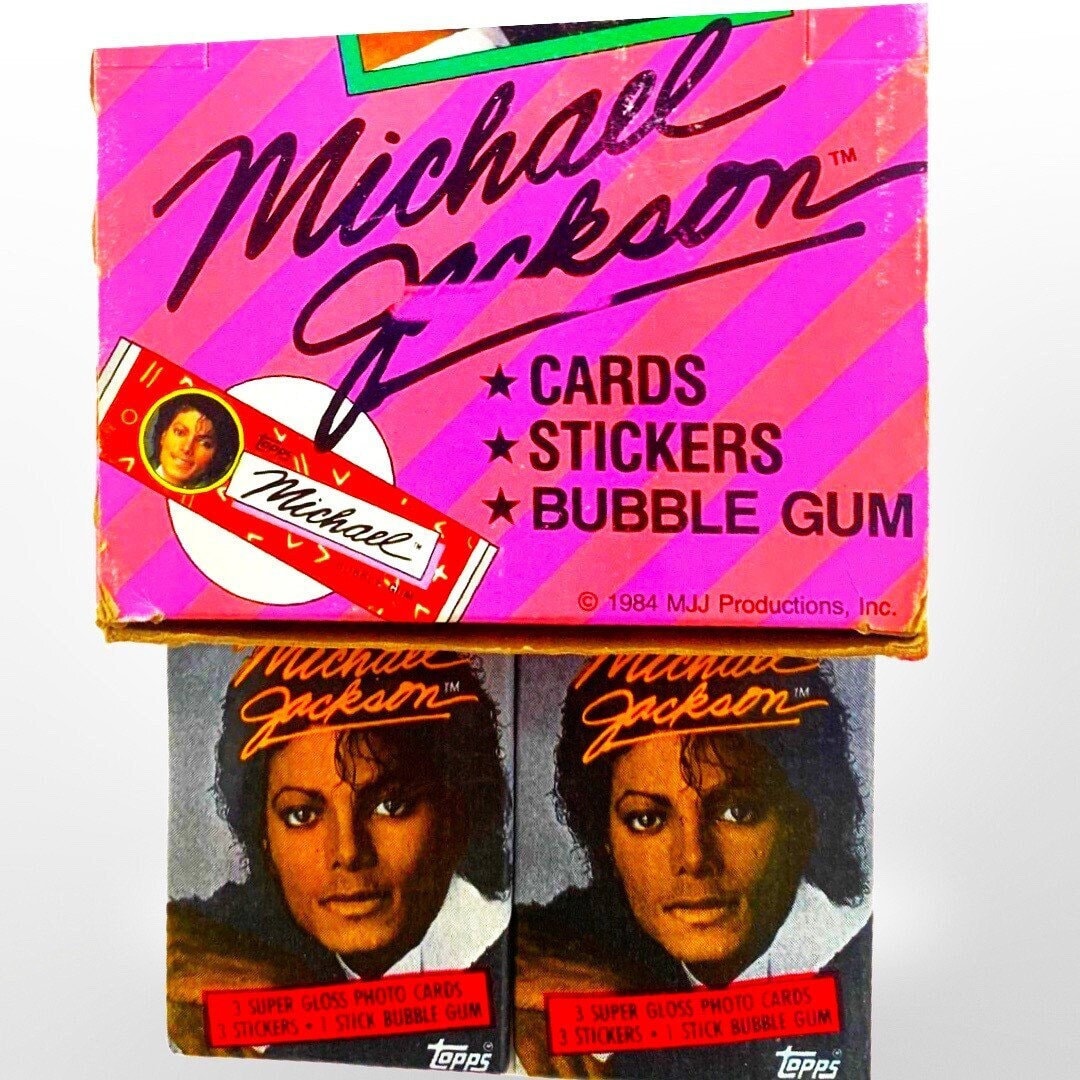 Michael
Jackson™
★ CARDS
★ STICKERS
★ BUBBLE GUM
Topps
Michael™
© 1984 MJJ Productions, Inc.
Michael
Jackson™
3 SUPER GLOSS PHOTO CARDS
3 STICKERS • 1 STICK BUBBLE GUM
Topps®
Michael
Jackson™
3 SUPER GLOSS PHOTO CARDS
3 STICKERS • 1 STICK BUBBLE GUM
Topps®